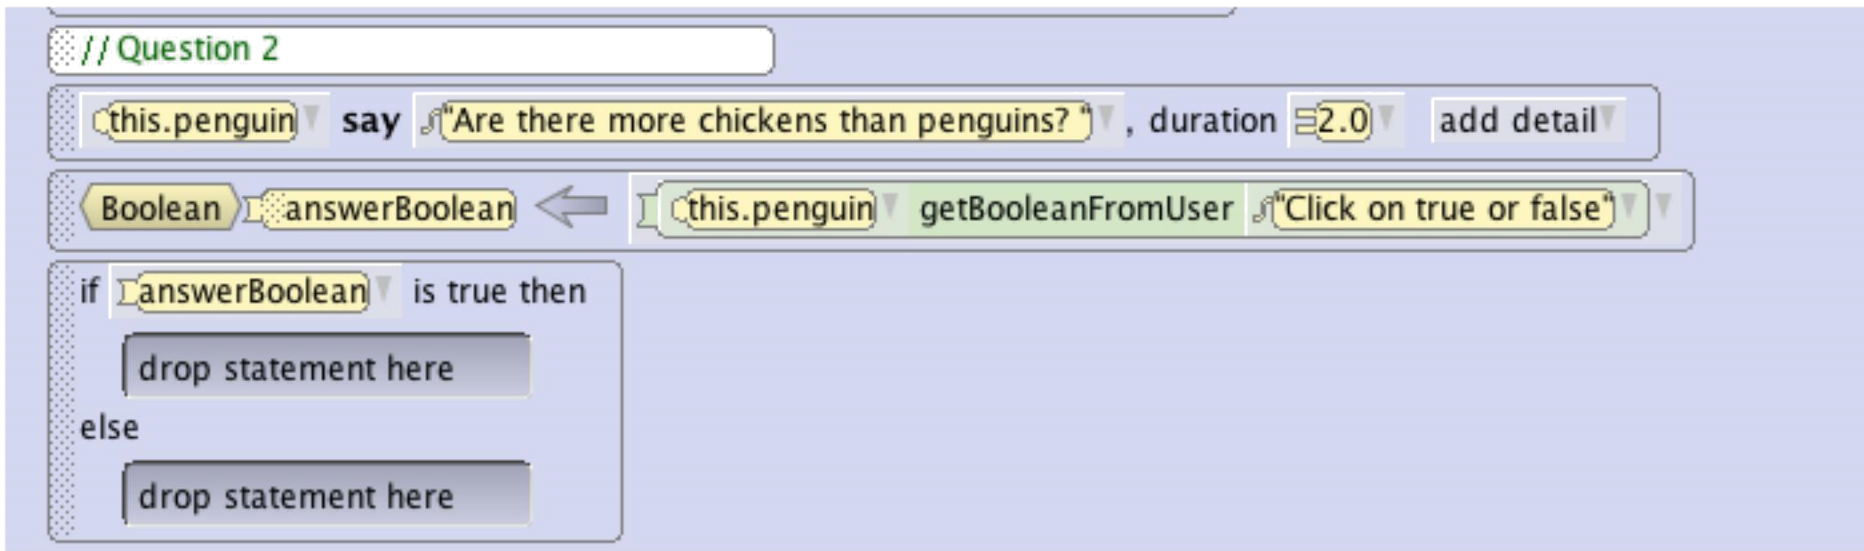 // Question 2
this.penguin say "Are there more chickens than penguins? " , duration 2.0 add detail
Boolean answerBoolean this.penguin getBooleanFromUser "Click on true or false"
if answerBoolean is true then
drop statement here
else
drop statement here